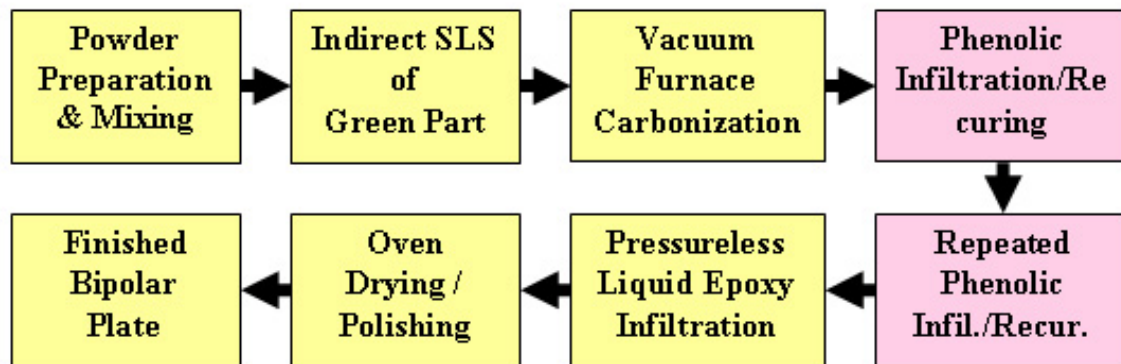 Powder
Preparation
& Mixing
Indirect SLS
of
Green Part
Vacuum
Furnace
Carbonization
Phenolic
Infiltration/Re
curing
Repeated
Phenolic
Infil./Recur.
Pressureless
Liquid Epoxy
Infiltration
Oven
Drying /
Polishing
Finished
Bipolar
Plate